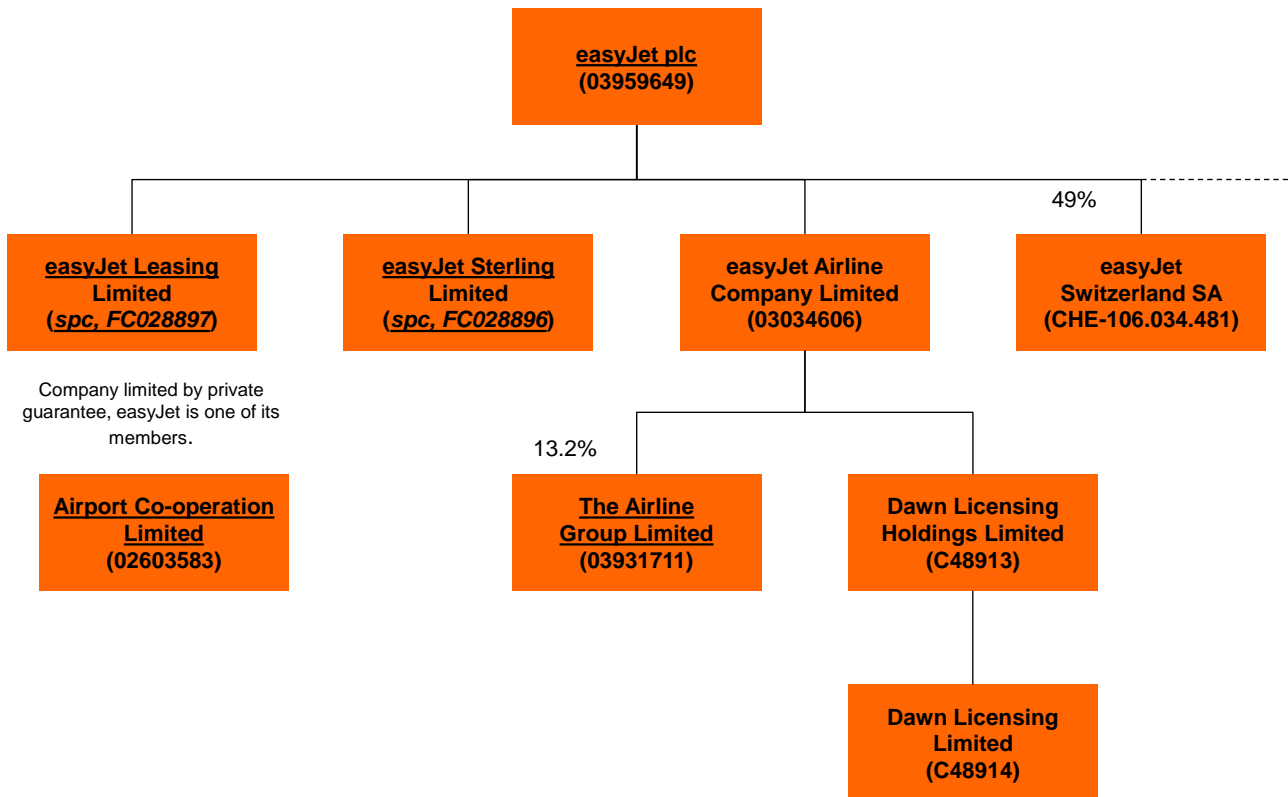 easyJet plc
(03959649)
49%
easyJet Leasing
Limited
(spc, FC028897)
easyJet Sterling
Limited
(spc, FC028896)
easyJet Airline
Company Limited
(03034606)
easyJet
Switzerland SA
(CHE-106.034.481)
Company limited by private
guarantee, easyJet is one of its
members.
13.2%
Airport Co-operation
Limited
(02603583)
The Airline
Group Limited
(03931711)
Dawn Licensing
Holdings Limited
(C48913)
Dawn Licensing
Limited
(C48914)